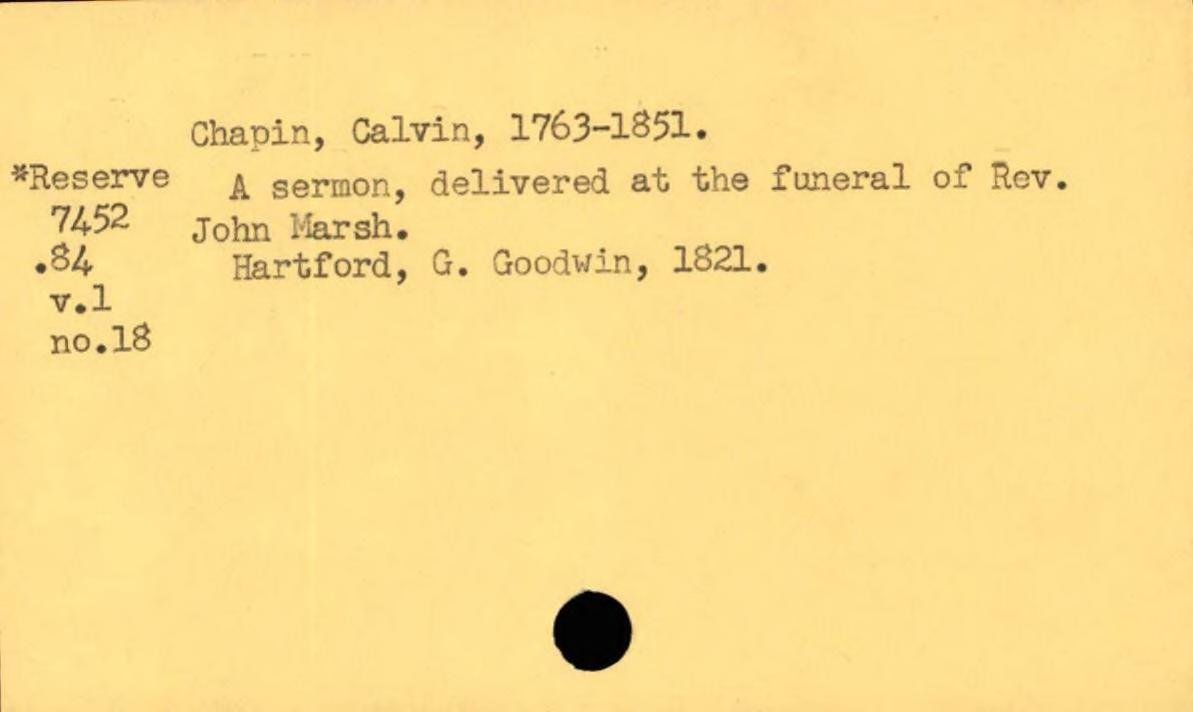 Chapin, Calvin, 1763-1851.
*Reserve A sermon, delivered at the funeral of Rev.
7452 John Marsh.
.84 Hartford, G. Goodwin, 1821.
v.1
no.18